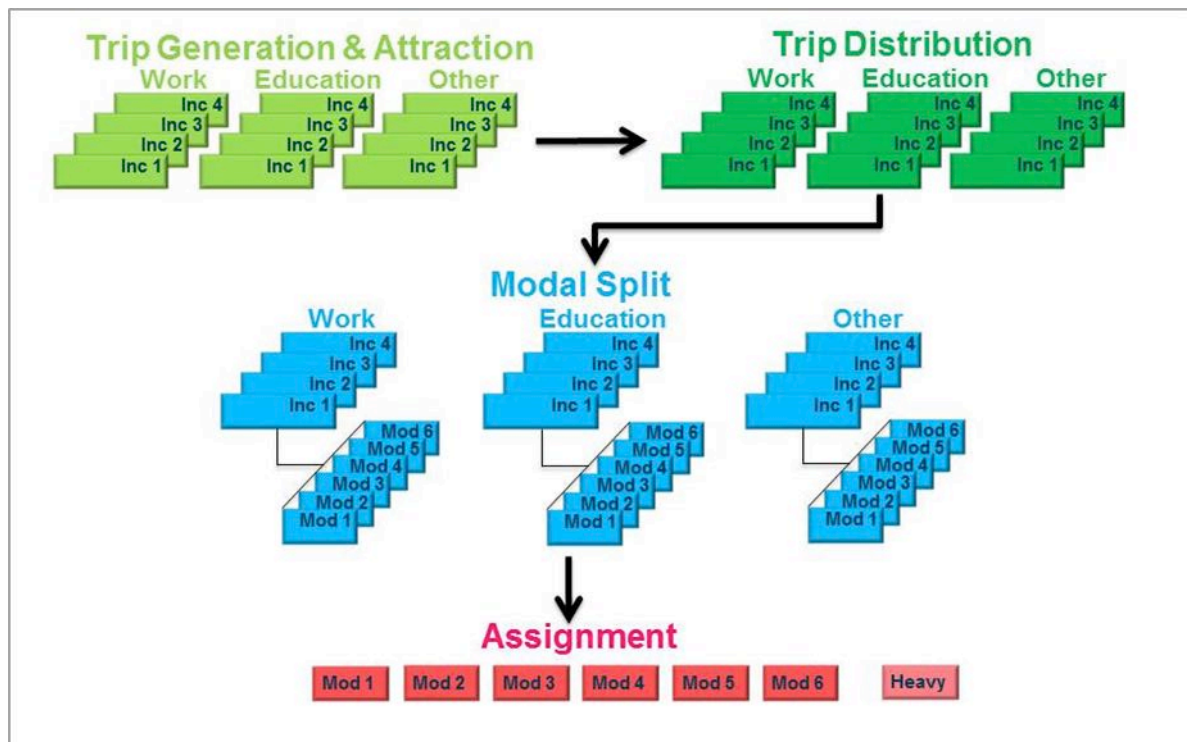 Trip Generation & Attraction
Work Education Other
Inc 4 Inc 4 Inc 4
Inc 3 Inc 3 Inc 3
Inc 2 Inc 2 Inc 2
Inc 1 Inc 1 Inc 1
Trip Distribution
Work Education Other
Inc 4 Inc 4 Inc 4
Inc 3 Inc 3 Inc 3
Inc 2 Inc 2 Inc 2
Inc 1 Inc 1 Inc 1
Modal Split
Work Education Other
Inc 4 Inc 4 Inc 4
Inc 3 Inc 3 Inc 3
Inc 2 Inc 2 Inc 2
Inc 1 Inc 1 Inc 1
Mod 6 Mod 6 Mod 6
Mod 5 Mod 5 Mod 5
Mod 4 Mod 4 Mod 4
Mod 3 Mod 3 Mod 3
Mod 2 Mod 2 Mod 2
Mod 1 Mod 1 Mod 1
Assignment
Mod 1 Mod 2 Mod 3 Mod 4 Mod 5 Mod 6 Heavy